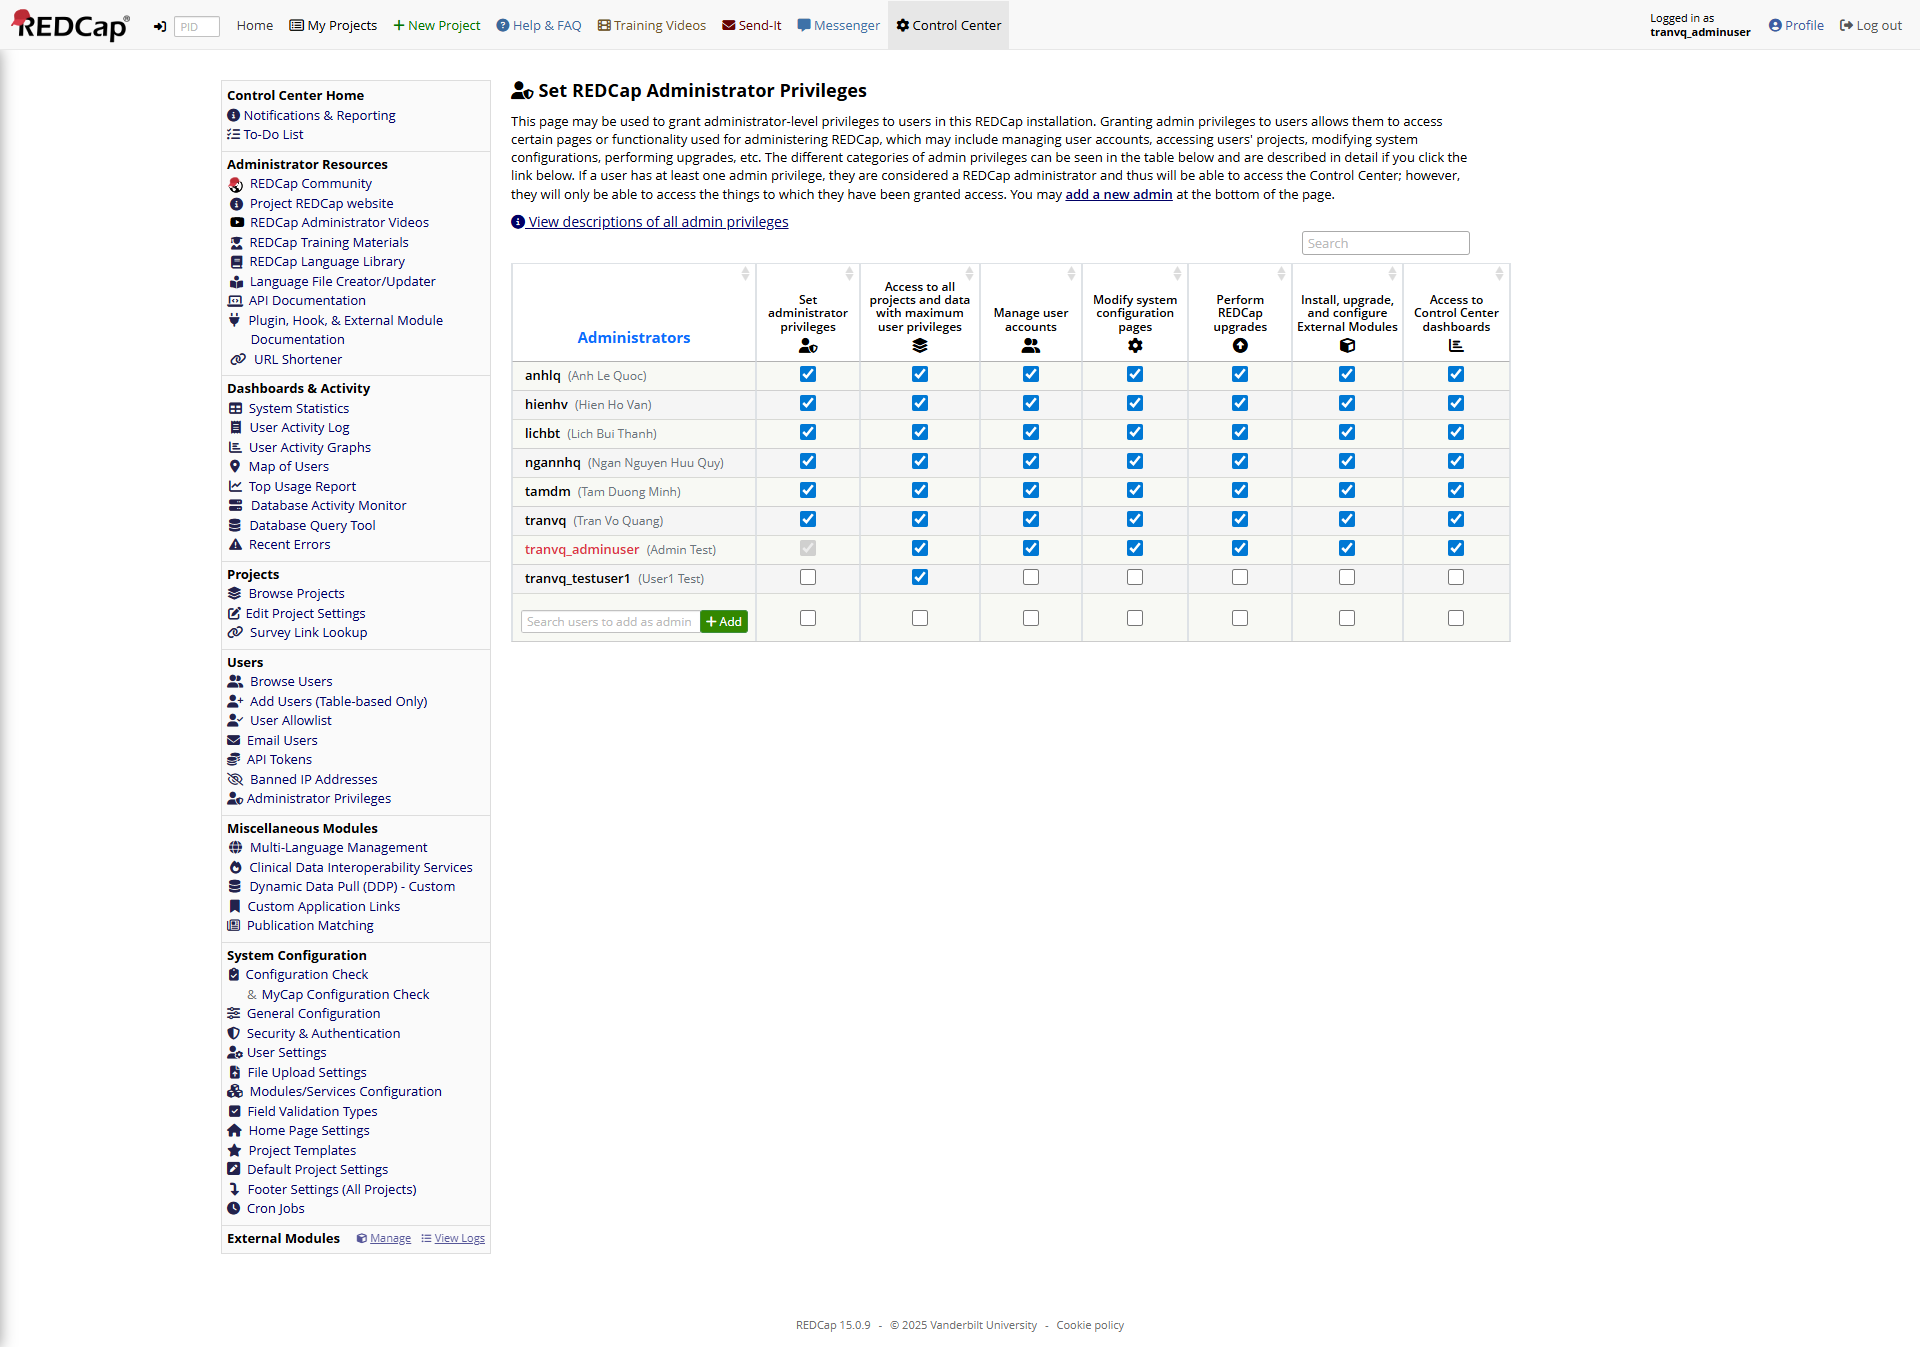 REDCap®
PID
Home
My Projects
New Project
Help & FAQ
Training Videos
Send-It
Messenger
Control Center
Logged in as
tranvq_adminuser
Profile
Log out
Control Center Home
Notifications & Reporting
To-Do List
Administrator Resources
REDCap Community
Project REDCap website
REDCap Administrator Videos
REDCap Training Materials
REDCap Language Library
Language File Creator/Updater
API Documentation
Plugin, Hook, & External Module
Documentation
URL Shortener
Dashboards & Activity
System Statistics
User Activity Log
User Activity Graphs
Map of Users
Top Usage Report
Database Activity Monitor
Database Query Tool
Recent Errors
Projects
Browse Projects
Edit Project Settings
Survey Link Lookup
Users
Browse Users
Add Users (Table-based Only)
User Allowlist
Email Users
API Tokens
Banned IP Addresses
Administrator Privileges
Miscellaneous Modules
Multi-Language Management
Clinical Data Interoperability Services
Dynamic Data Pull (DDP) - Custom
Custom Application Links
Publication Matching
System Configuration
Configuration Check
& MyCap Configuration Check
General Configuration
Security & Authentication
User Settings
File Upload Settings
Modules/Services Configuration
Field Validation Types
Home Page Settings
Project Templates
Default Project Settings
Footer Settings (All Projects)
Cron Jobs
External Modules Manage View Logs
Set REDCap Administrator Privileges
This page may be used to grant administrator-level privileges to users in this REDCap installation. Granting admin privileges to users allows them to access
certain pages or functionality used for administering REDCap, which may include managing user accounts, accessing users' projects, modifying system
configurations, performing upgrades, etc. The different categories of admin privileges can be seen in the table below and are described in detail if you click the
link below. If a user has at least one admin privilege, they are considered a REDCap administrator and thus will be able to access the Control Center; however,
they will only be able to access the things to which they have been granted access. You may add a new admin at the bottom of the page.
View descriptions of all admin privileges
Search
Administrators
Set
administrator
privileges
Access to all
projects and data
with maximum
user privileges
Manage user
accounts
Modify system
configuration
pages
Perform
REDCap
upgrades
Install, upgrade,
and configure
External Modules
Access to
Control Center
dashboards
anhlq (Anh Le Quoc)
hienhv (Hien Ho Van)
lichbt (Lich Bui Thanh)
ngannhq (Ngan Nguyen Huu Quy)
tamdm (Tam Duong Minh)
tranvq (Tran Vo Quang)
tranvq_adminuser (Admin Test)
tranvq_testuser1 (User1 Test)
Search users to add as admin + Add
REDCap 15.0.9 - © 2025 Vanderbilt University - Cookie policy